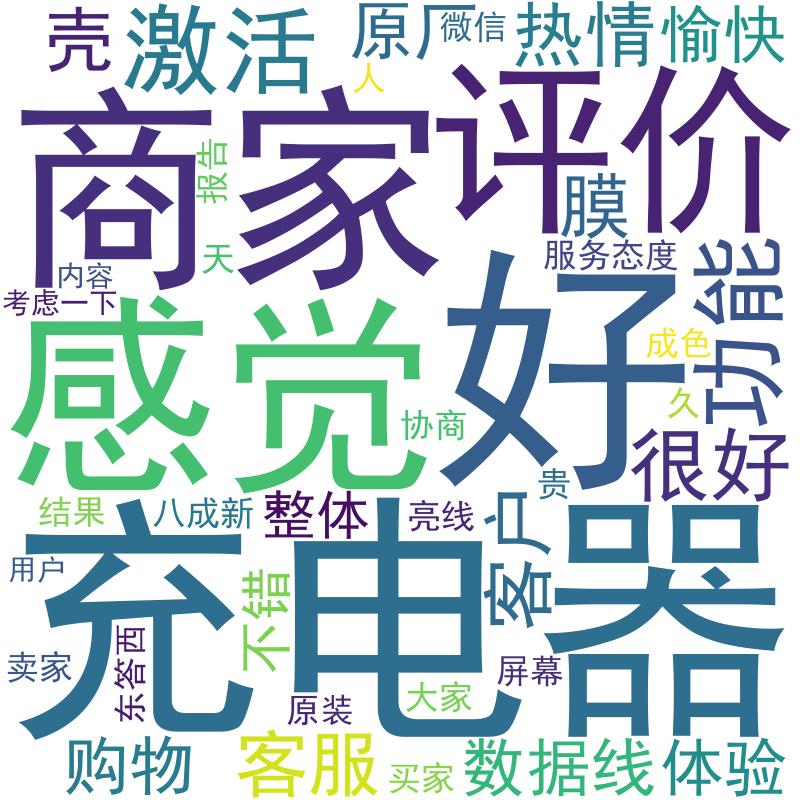 壳
激活
原厂
微信
热情
愉快
人
商家
评价
报告
膜
天
服务态度
功能
内容
考虑一下
好
感觉
成色
久
协商
很好
贵
结果
八成新
整体
亮线
客户
充电器
用户
不错
卖家
东答西
屏幕
原装
大家
购物
客服
买家
数据线
体验